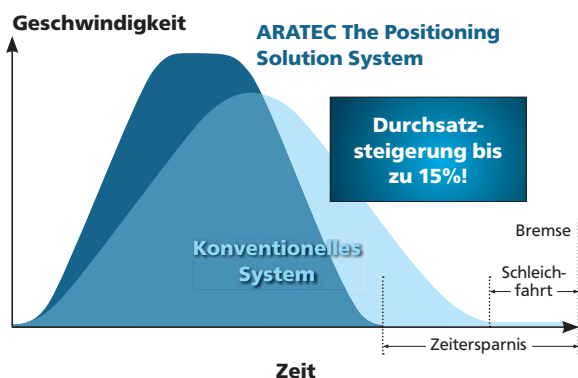 Geschwindigkeit
ARATEC The Positioning
Solution System
Durchsatz-
steigerung bis
zu 15%!
Konventionelles
System
Bremse
Schleich-
fahrt
Zeitersparnis
Zeit